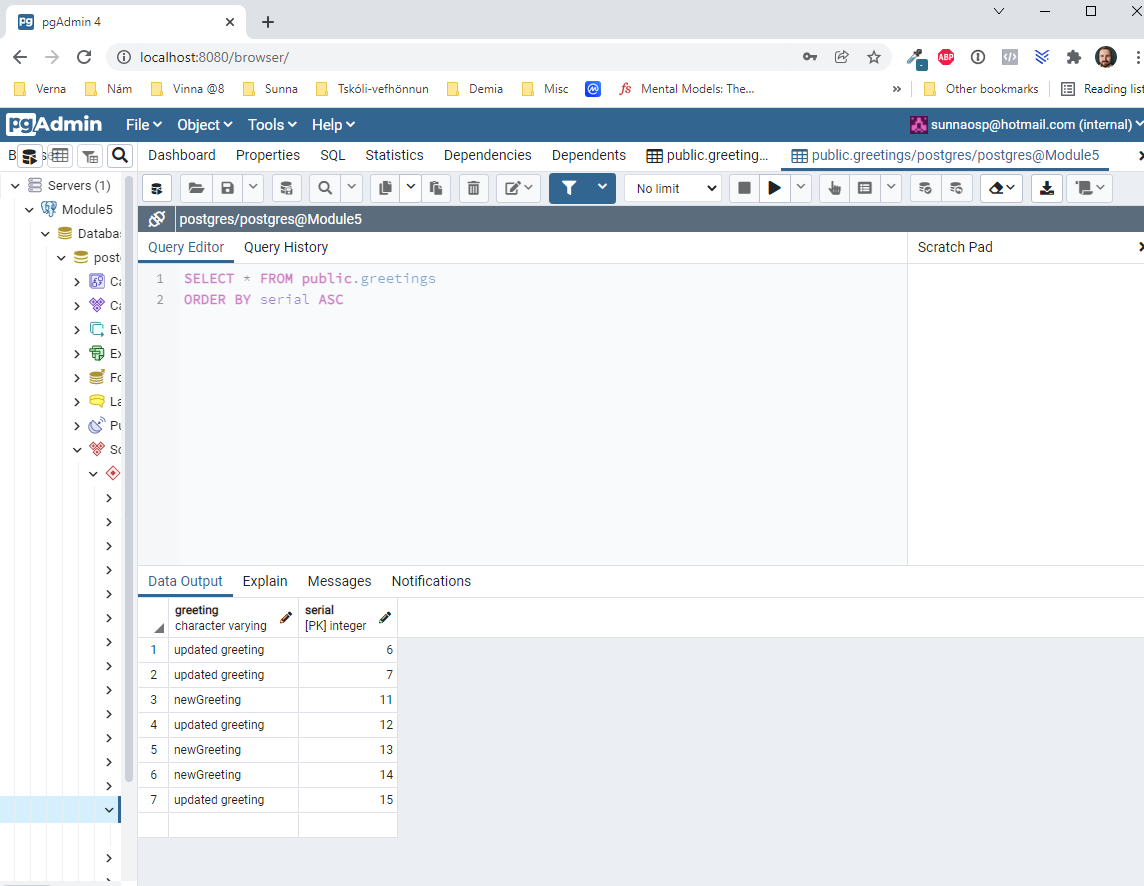 pgAdmin 4
localhost:8080/browser/
ABP
Verna Nám Vinna @8 Sunna Tskóli-vefhönnun Demia Misc fs Mental Models: The... » Other bookmarks Reading list
pgAdmin File Object Tools Help sunnaosp@hotmail.com (internal)
Dashboard Properties SQL Statistics Dependencies Dependents public.greeting... public.greetings/postgres/postgres@Module5
Servers (1)
Module5
Databa
post
Ca
Ca
Ev
Ex
Fo
La
Pu
Sc
No limit
postgres/postgres@Module5
Query Editor Query History Scratch Pad
1 SELECT * FROM public.greetings
2 ORDER BY serial ASC
Data Output Explain Messages Notifications
greeting serial
character varying [PK] integer
1 updated greeting 6
2 updated greeting 7
3 newGreeting 11
4 updated greeting 12
5 newGreeting 13
6 newGreeting 14
7 updated greeting 15